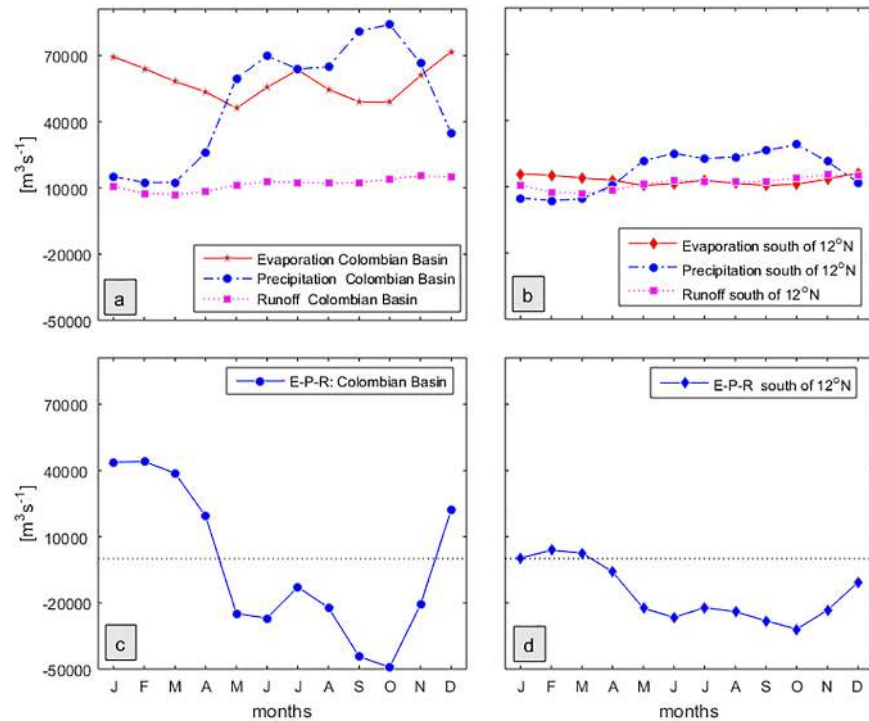 70000
40000
[m³s⁻¹]
10000
-20000
-50000
Evaporation Colombian Basin
Precipitation Colombian Basin
Runoff Colombian Basin
a
Evaporation south of 12°N
Precipitation south of 12°N
Runoff south of 12°N
b
70000
40000
[m³s⁻¹]
10000
-20000
-50000
E-P-R: Colombian Basin
c
J F M A M J J A S O N D
months
E-P-R south of 12°N
d
J F M A M J J A S O N D
months